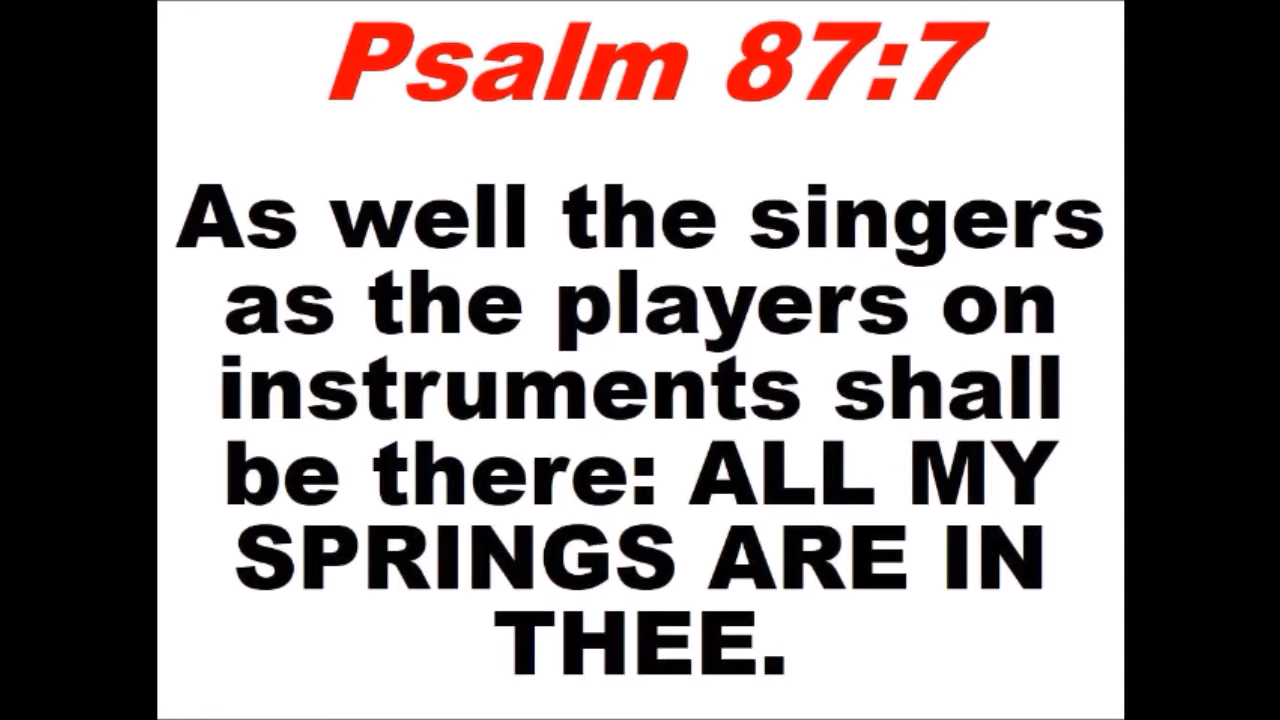 Psalm 87:7
As well the singers
as the players on
instruments shall
be there: ALL MY
SPRINGS ARE IN
THEE.